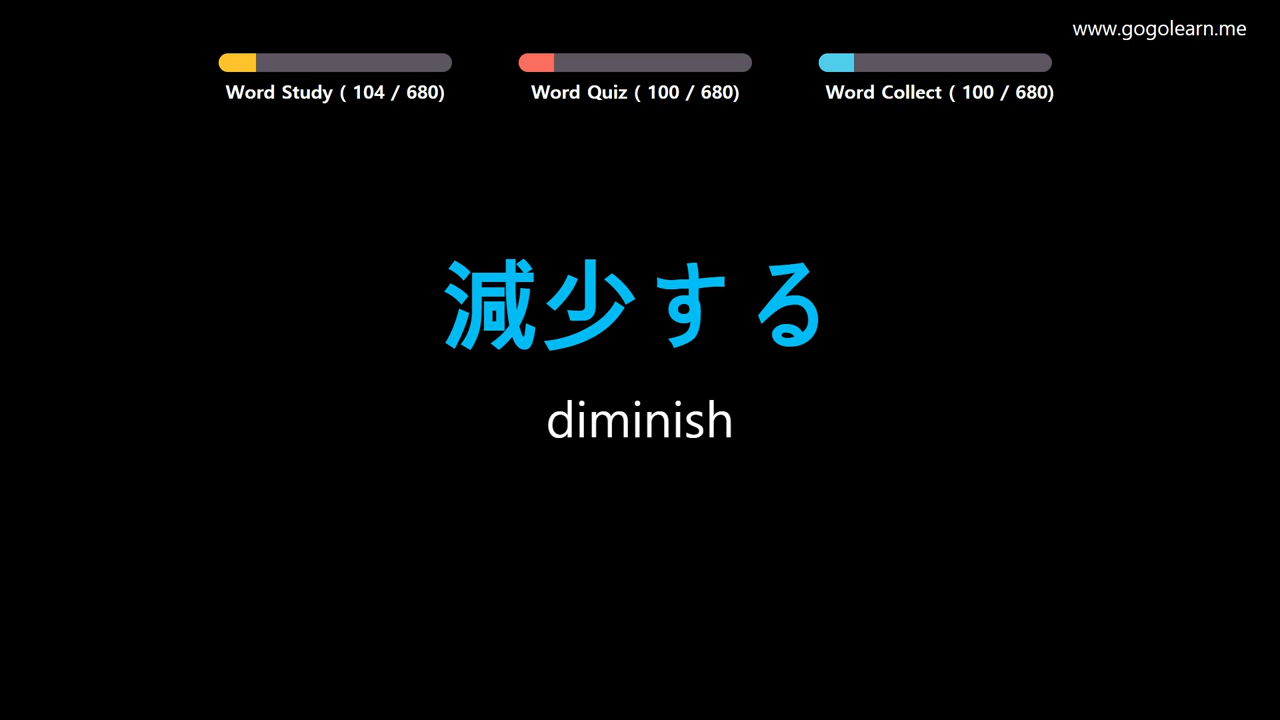 www.gogolearn.me
Word Study ( 104 / 680)
Word Quiz ( 100 / 680)
Word Collect ( 100 / 680)
減少する
diminish